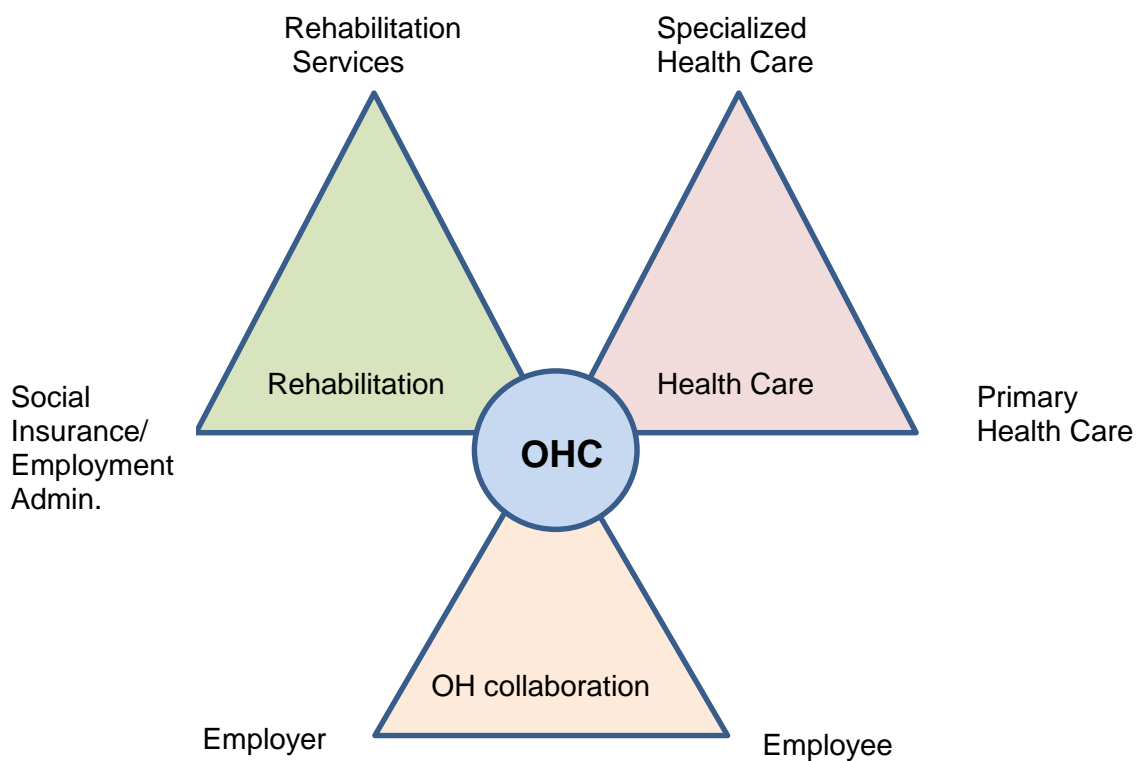 Rehabilitation
Services
Specialized
Health Care
Rehabilitation
Health Care
Social
Insurance/
Employment
Admin.
Primary
Health Care
OHC
OH collaboration
Employer
Employee